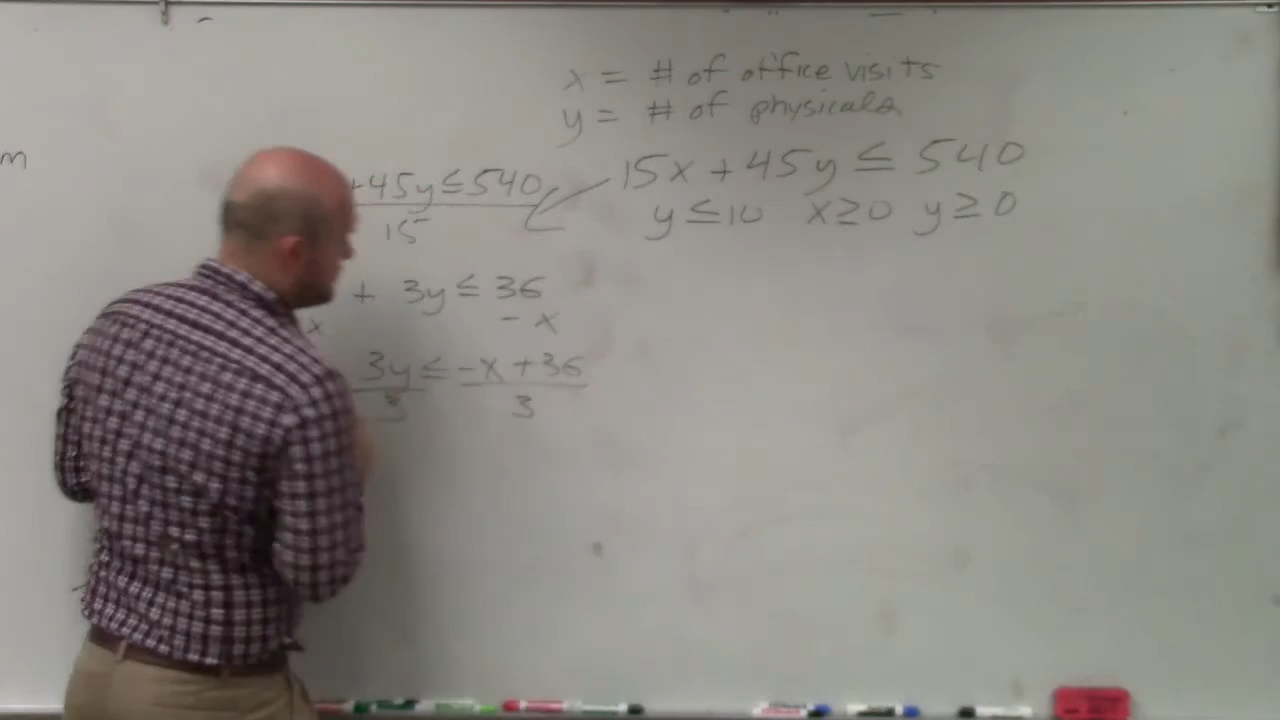 x = # of office visits
y = # of physicals
15x + 45y ≤ 540
y ≤ 10 x ≥ 0 y ≥ 0
m
+45y ≤ 540
15
+ 3y ≤ 36
x - x
3y ≤ -x + 36
3 3